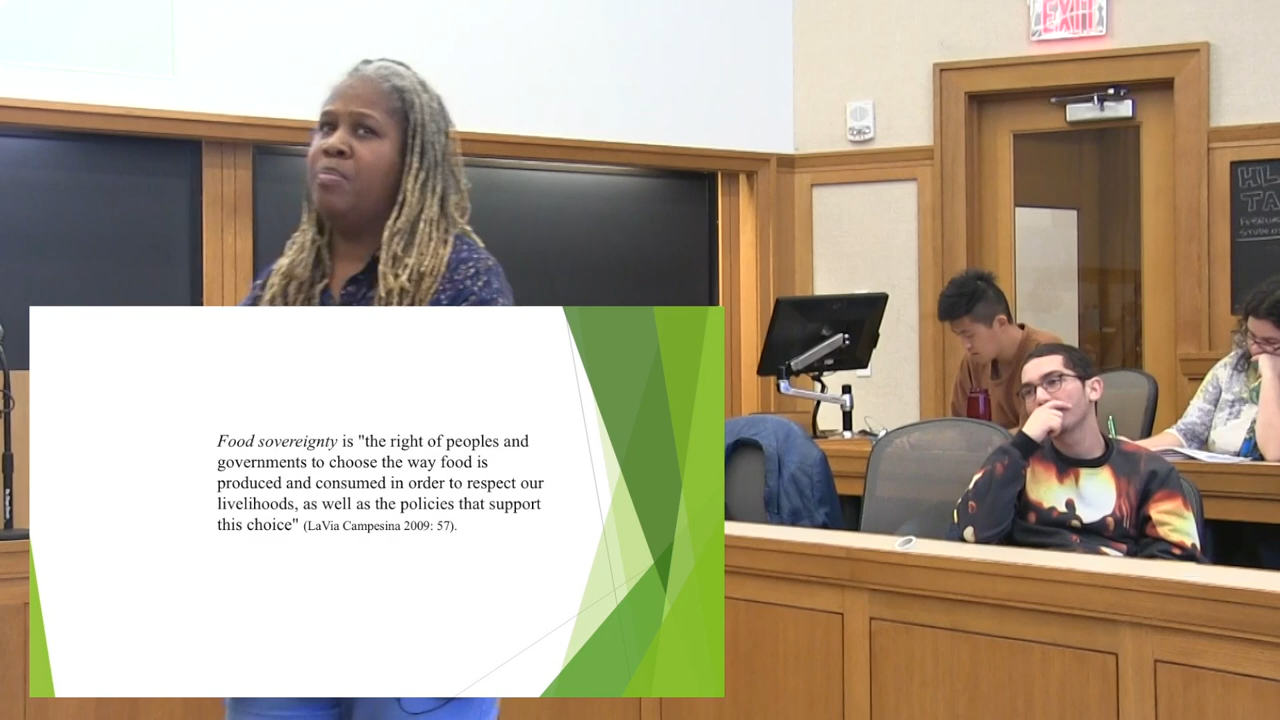 EXIT
HL
TA
Food sovereignty is "the right of peoples and
governments to choose the way food is
produced and consumed in order to respect our
livelihoods, as well as the policies that support
this choice" (LaVia Campesina 2009: 57).